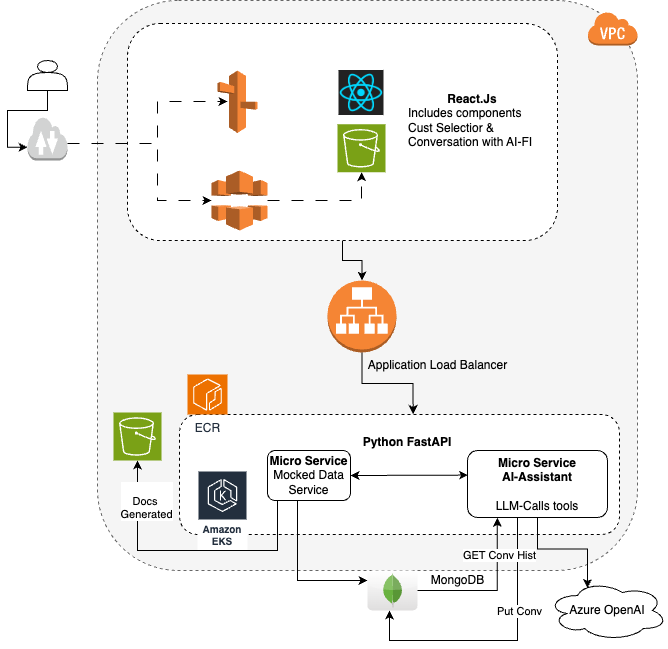 VPC
React.Js
Includes components
Cust Selectior &
Conversation with AI-FI
Application Load Balancer
ECR
Python FastAPI
Micro Service
Mocked Data
Service
Micro Service
AI-Assistant
LLM-Calls tools
K
Amazon
EKS
Docs
Generated
GET Conv Hist
MongoDB
Put Conv
Azure OpenAI